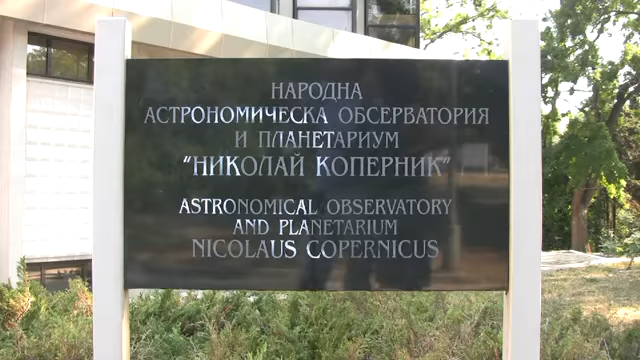 НАРОДНА
АСТРОНОМИЧЕСКА ОБСЕРВАТОРИЯ
И ПЛАНЕТАРИУМ
"НИКОЛАЙ КОПЕРНИК"
ASTRONOMICAL OBSERVATORY
AND PLANETARIUM
NICOLAUS COPERNICUS